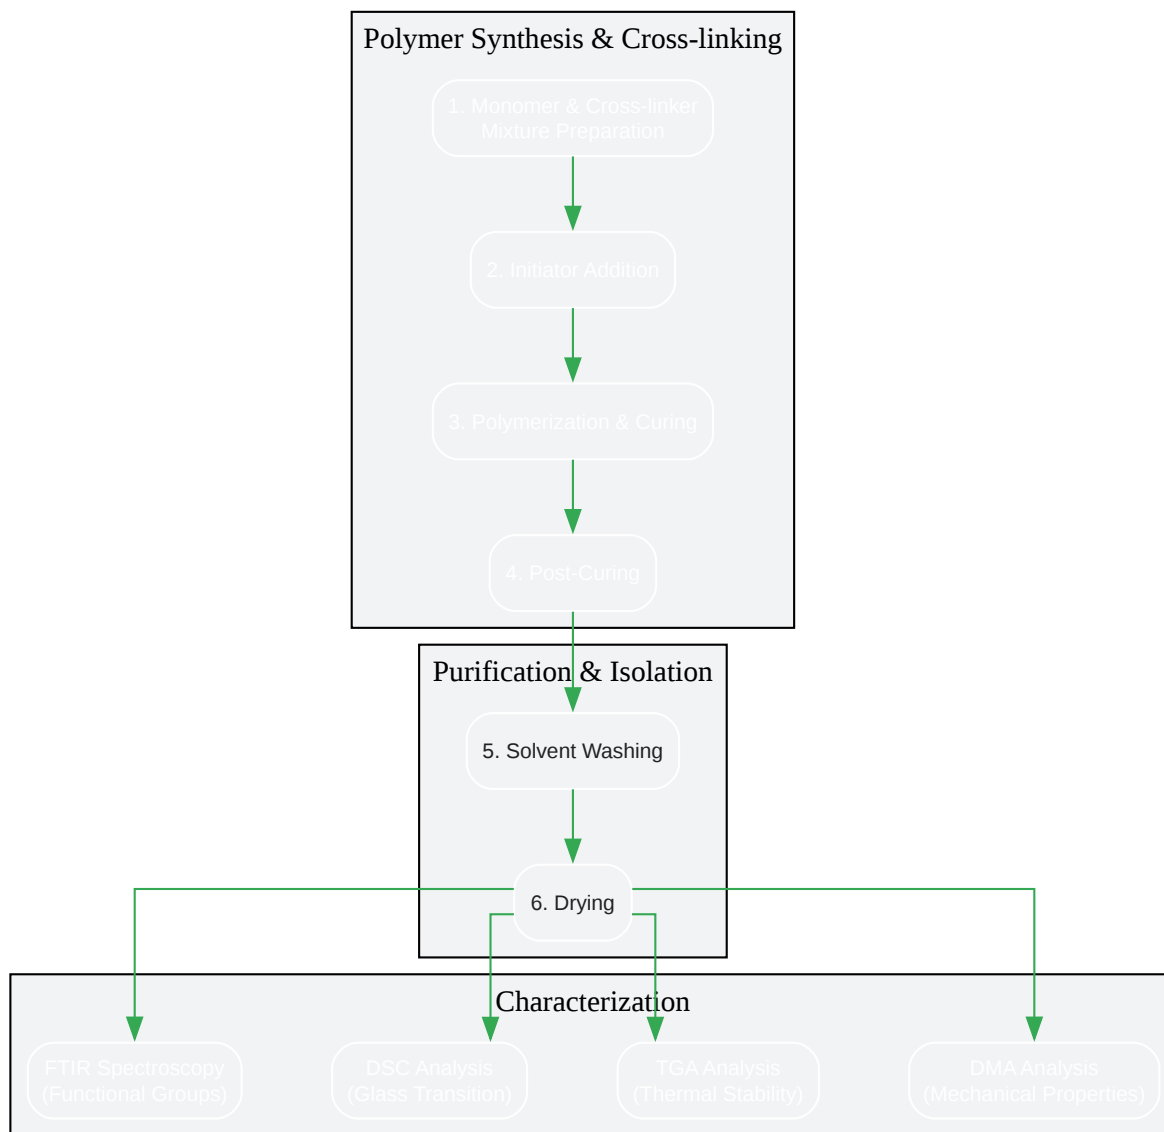 Polymer Synthesis & Cross-linking
1. Monomer & Cross-linker
Mixture Preparation
2. Initiator Addition
3. Polymerization & Curing
4. Post-Curing
Purification & Isolation
5. Solvent Washing
6. Drying
Characterization
FTIR Spectroscopy
(Functional Groups)
DSC Analysis
(Glass Transition)
TGA Analysis
(Thermal Stability)
DMA Analysis
(Mechanical Properties)